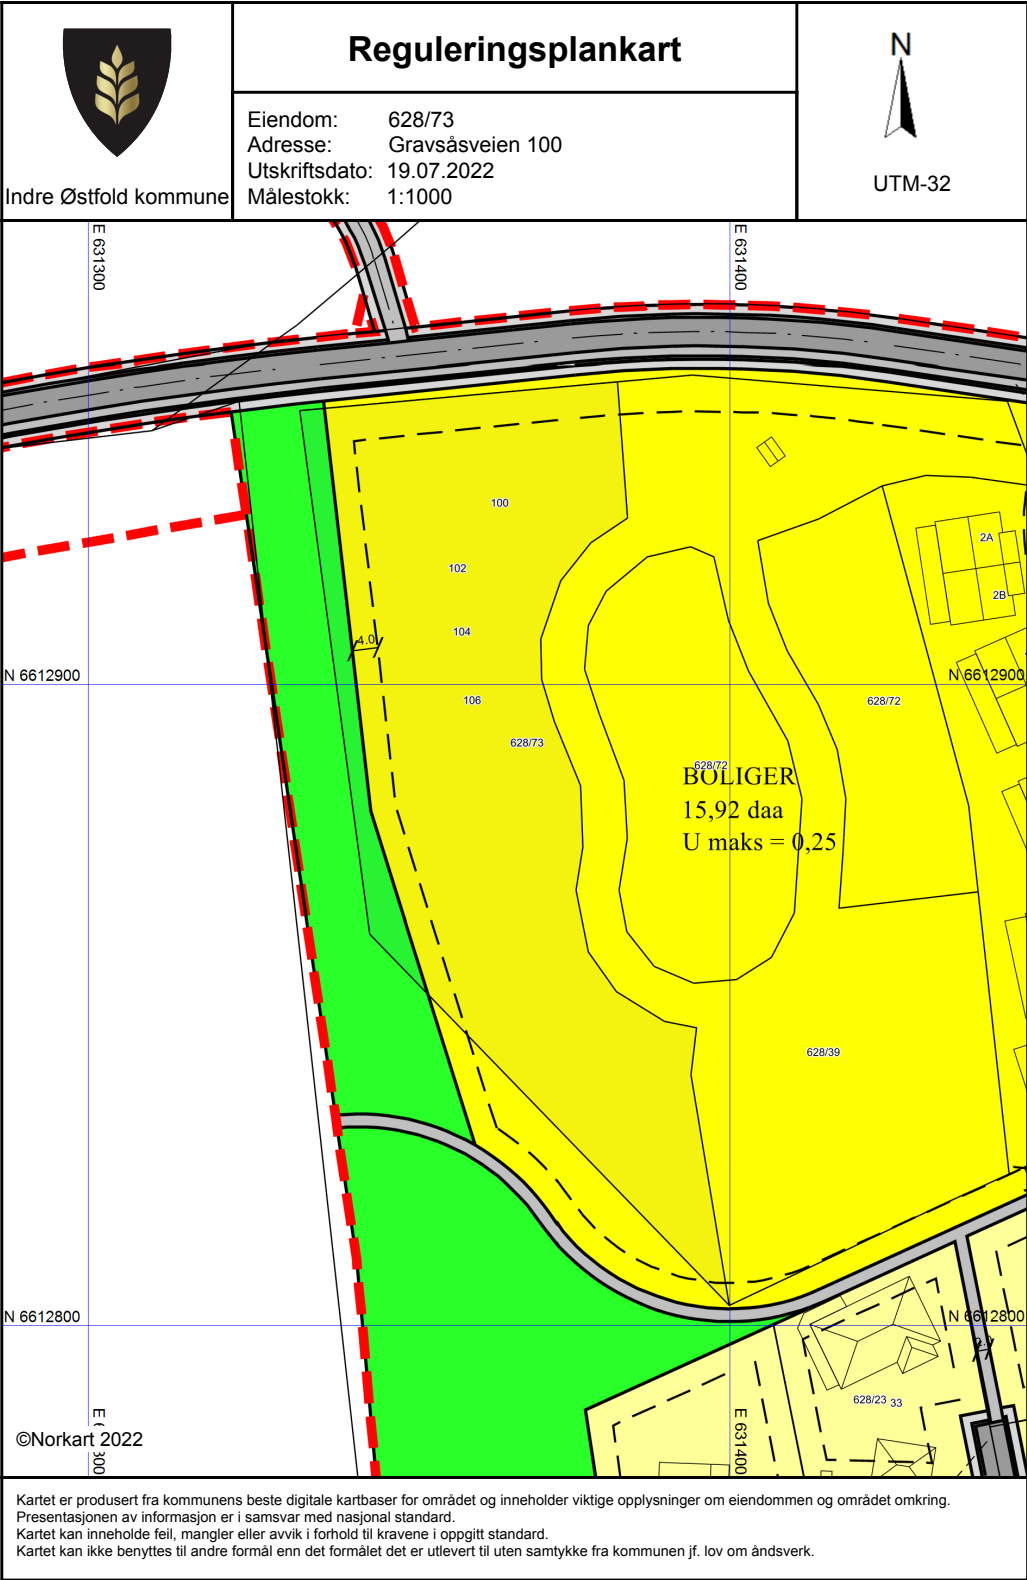 Reguleringsplankart
Eiendom: 628/73
Adresse: Gravsåsveien 100
Utskriftsdato: 19.07.2022
Målestokk: 1:1000
Indre Østfold kommune
N
UTM-32
E 631300
E 631400
100
2A
102
2B
104
4.0
N 6612900
N 6612900
106
628/72
628/73
628/72
BOLIGER
15,92 daa
U maks = 0,25
628/39
N 6612800
N 6612800
628/23
33
E 631400
©Norkart 2022
Kartet er produsert fra kommunens beste digitale kartbaser for området og inneholder viktige opplysninger om eiendommen og området omkring.
Presentasjonen av informasjon er i samsvar med nasjonal standard.
Kartet kan inneholde feil, mangler eller avvik i forhold til kravene i oppgitt standard.
Kartet kan ikke benyttes til andre formål enn det formålet det er utlevert til uten samtykke fra kommunen jf. lov om åndsverk.